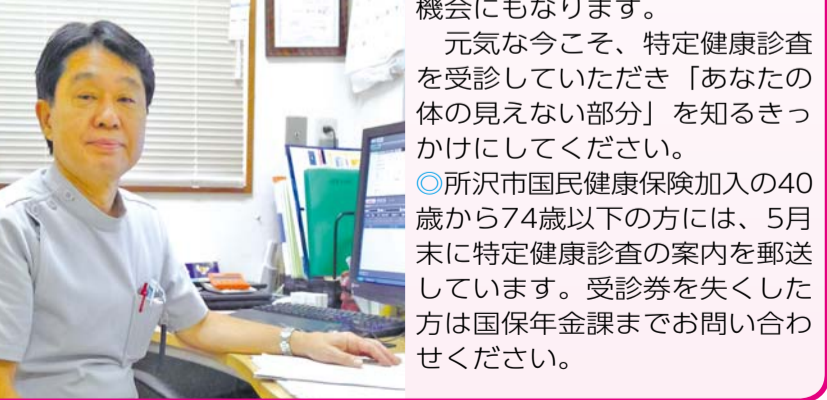 機会にもなります。
　元気な今こそ、特定健康診査
を受診していただき「あなたの
体の見えない部分」を知るきっ
かけにしてください。
◎所沢市国民健康保険加入の40
歳から74歳以下の方には、5月
末に特定健康診査の案内を郵送
しています。受診券を失くした
方は国保年金課までお問い合わ
せください。